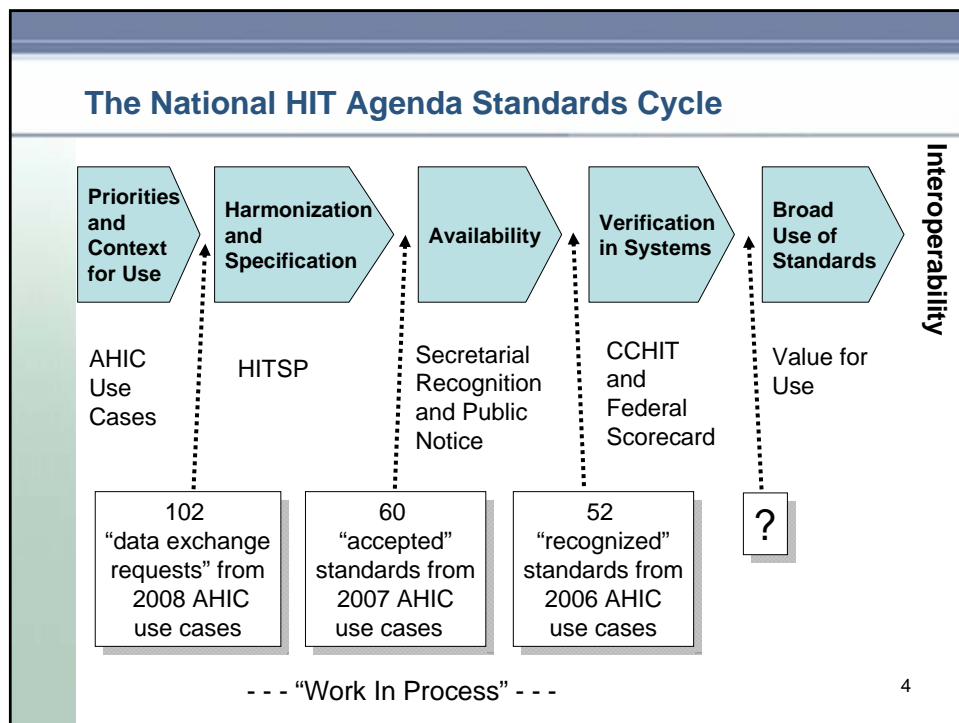 The National HIT Agenda Standards Cycle
Interoperability
Priorities
and
Context
for Use
Harmonization
and
Specification
Availability
Verification
in Systems
Broad
Use of
Standards
AHIC
Use
Cases
HITSP
Secretarial
Recognition
and Public
Notice
CCHIT
and
Federal
Scorecard
Value for
Use
102
“data exchange
requests” from
2008 AHIC
use cases
60
“accepted”
standards from
2007 AHIC
use cases
52
“recognized”
standards from
2006 AHIC
use cases
?
- - - “Work In Process” - - -
4